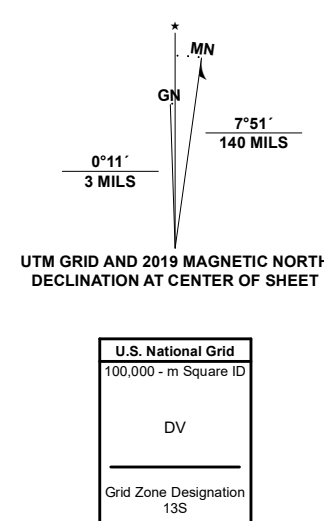 ★
MN
GN
7°51´
140 MILS
0°11´
3 MILS
UTM GRID AND 2019 MAGNETIC NORTH
DECLINATION AT CENTER OF SHEET
U.S. National Grid
100,000 - m Square ID
DV
Grid Zone Designation
13S